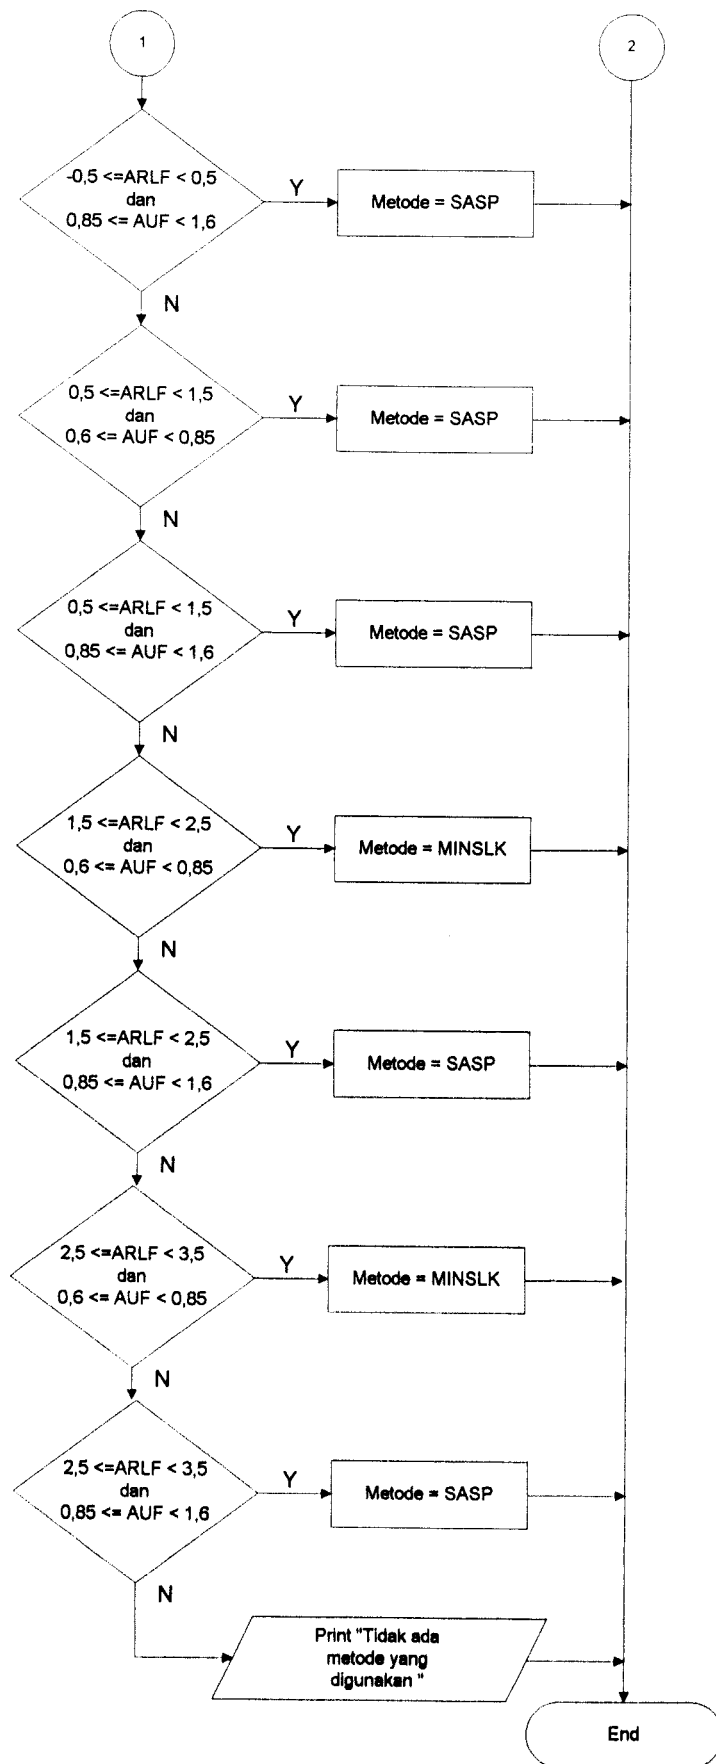 1
2
-0,5 <=ARLF < 0,5
dan
0,85 <= AUF < 1,6
Y
Metode = SASP
N
0,5 <=ARLF < 1,5
dan
0,6 <= AUF < 0,85
Y
Metode = SASP
N
0,5 <=ARLF < 1,5
dan
0,85 <= AUF < 1,6
Y
Metode = SASP
N
1,5 <=ARLF < 2,5
dan
0,6 <= AUF < 0,85
Y
Metode = MINSLK
N
1,5 <=ARLF < 2,5
dan
0,85 <= AUF < 1,6
Y
Metode = SASP
N
2,5 <=ARLF < 3,5
dan
0,6 <= AUF < 0,85
Y
Metode = MINSLK
N
2,5 <=ARLF < 3,5
dan
0,85 <= AUF < 1,6
Y
Metode = SASP
N
Print "Tidak ada
metode yang
digunakan "
End